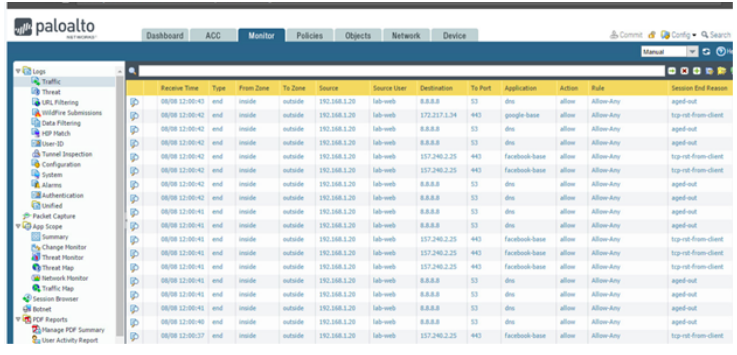 paloalto
NETWORKS
Dashboard ACC Monitor Policies Objects Network Device
Commit Config Search
Manual
Logs
Traffic
Threat
URL Filtering
WildFire Submissions
Data Filtering
HIP Match
User-ID
Tunnel Inspection
Configuration
System
Alarms
Authentication
Unified
Packet Capture
App Scope
Summary
Change Monitor
Threat Monitor
Threat Map
Network Monitor
Traffic Map
Session Browser
Botnet
PDF Reports
Manage PDF Summary
User Activity Report
Receive Time Type From Zone To Zone Source Source User Destination To Port Application Action Rule Session End Reason
08/08 12:00:43 end inside outside 192.168.1.20 lab-web 8.8.8.8 53 dns allow Allow-Any aged-out
08/08 12:00:42 end inside outside 192.168.1.20 lab-web 172.217.1.34 443 google-base allow Allow-Any tcp-rst-from-client
08/08 12:00:42 end inside outside 192.168.1.20 lab-web 8.8.8.8 53 dns allow Allow-Any aged-out
08/08 12:00:42 end inside outside 192.168.1.20 lab-web 8.8.8.8 53 dns allow Allow-Any aged-out
08/08 12:00:42 end inside outside 192.168.1.20 lab-web 157.240.2.25 443 facebook-base allow Allow-Any tcp-rst-from-client
08/08 12:00:42 end inside outside 192.168.1.20 lab-web 157.240.2.25 443 facebook-base allow Allow-Any tcp-rst-from-client
08/08 12:00:42 end inside outside 192.168.1.20 lab-web 8.8.8.8 53 dns allow Allow-Any aged-out
08/08 12:00:41 end inside outside 192.168.1.20 lab-web 8.8.8.8 53 dns allow Allow-Any aged-out
08/08 12:00:41 end inside outside 192.168.1.20 lab-web 8.8.8.8 53 dns allow Allow-Any aged-out
08/08 12:00:41 end inside outside 192.168.1.20 lab-web 157.240.2.25 443 facebook-base allow Allow-Any tcp-rst-from-client
08/08 12:00:41 end inside outside 192.168.1.20 lab-web 157.240.2.25 443 facebook-base allow Allow-Any tcp-rst-from-client
08/08 12:00:41 end inside outside 192.168.1.20 lab-web 157.240.2.25 443 facebook-base allow Allow-Any tcp-rst-from-client
08/08 12:00:41 end inside outside 192.168.1.20 lab-web 8.8.8.8 53 dns allow Allow-Any aged-out
08/08 12:00:41 end inside outside 192.168.1.20 lab-web 8.8.8.8 53 dns allow Allow-Any aged-out
08/08 12:00:40 end inside outside 192.168.1.20 lab-web 8.8.8.8 53 dns allow Allow-Any aged-out
08/08 12:00:37 end inside outside 192.168.1.20 lab-web 157.240.2.25 443 facebook-base allow Allow-Any tcp-rst-from-client